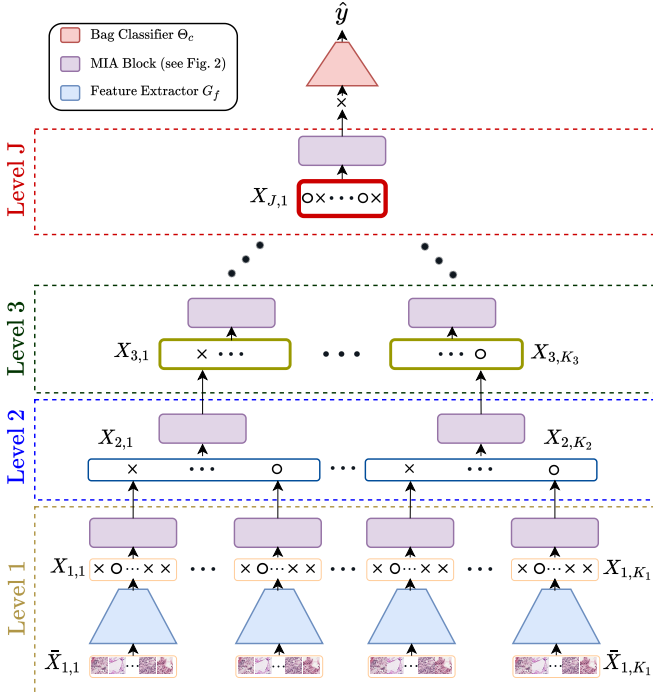 ŷ
Bag Classifier Θ_c
MIA Block (see Fig. 2)
Feature Extractor G_f
Level J
X_{J,1}
Level 3
X_{3,1}
X_{3,K_3}
Level 2
X_{2,1}
X_{2,K_2}
Level 1
X_{1,1}
X_{1,K_1}
X̄_{1,1}
X̄_{1,K_1}